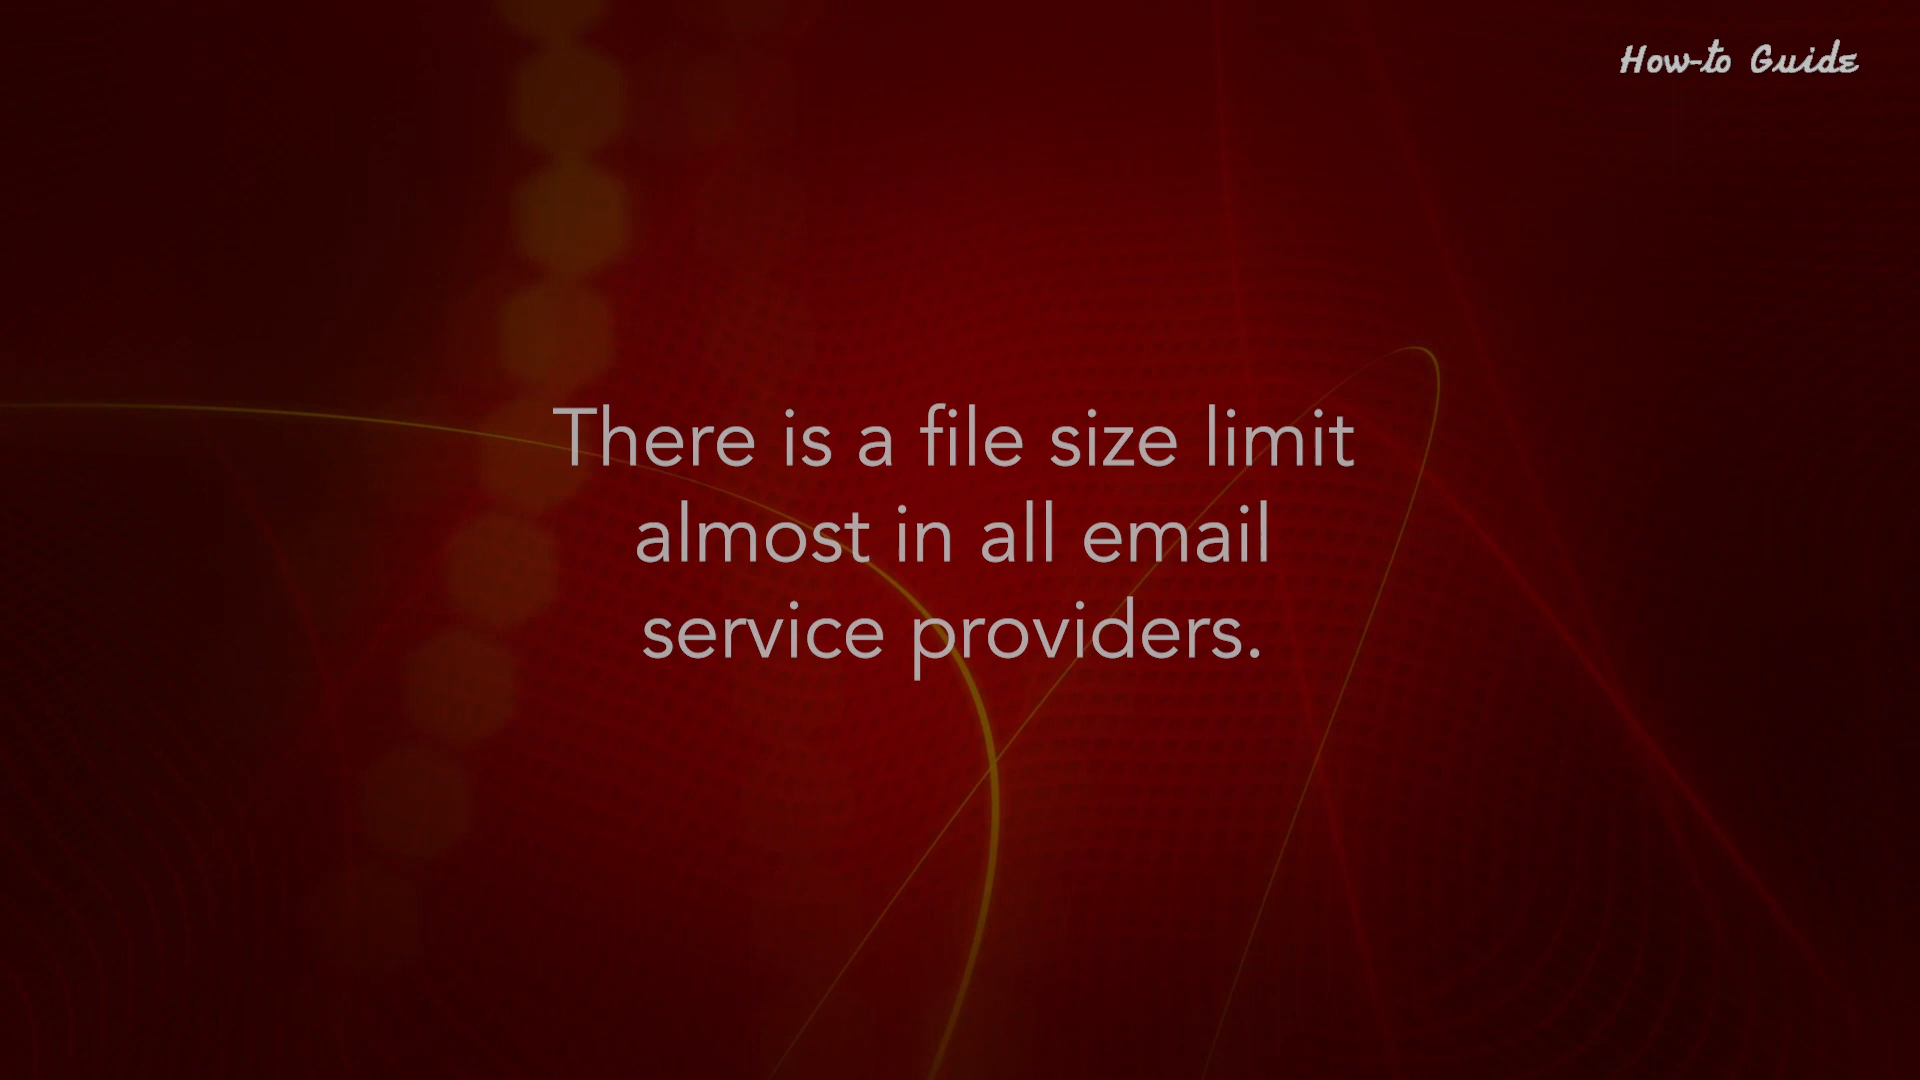 How-to Guide
There is a file size limit
almost in all email
service providers.